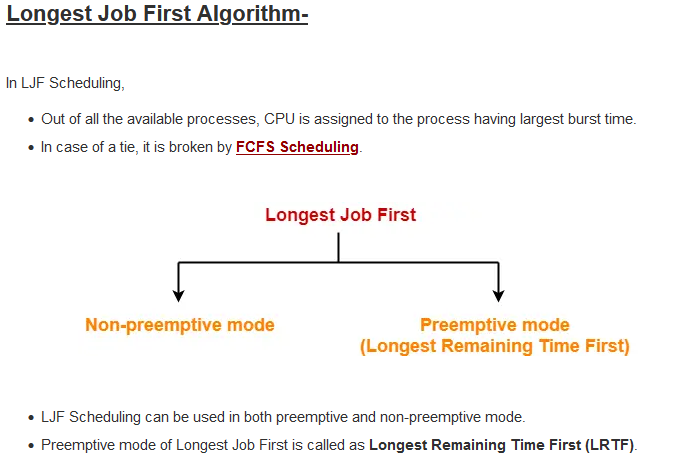 Longest Job First Algorithm-
In LJF Scheduling,
• Out of all the available processes, CPU is assigned to the process having largest burst time.
• In case of a tie, it is broken by FCFS Scheduling.
Longest Job First
Non-preemptive mode
Preemptive mode
(Longest Remaining Time First)
• LJF Scheduling can be used in both preemptive and non-preemptive mode.
• Preemptive mode of Longest Job First is called as Longest Remaining Time First (LRTF).